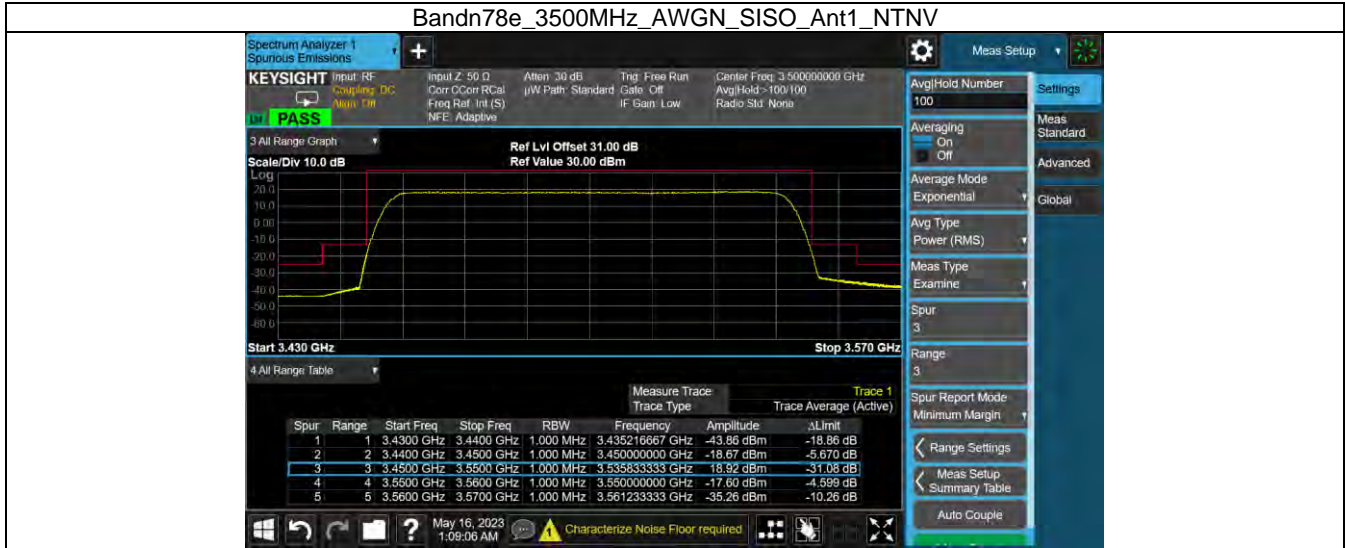 Bandn78e_3500MHz_AWGN_SISO_Ant1_NTNV
Spectrum Analyzer 1
Spurious Emissions
+
Meas Setup
KEYSIGHT
Input: RF
Coupling: DC
Align: Off
Input Z: 50 Ω
Corr CCorr RCal
Freq Ref: Int (S)
NFE: Adaptive
Atten: 30 dB
µW Path: Standard
Trig: Free Run
Gate: Off
IF Gain: Low
Center Freq: 3.500000000 GHz
Avg|Hold:>100/100
Radio Std: None
PASS
3 All Range Graph
Scale/Div 10.0 dB
Ref Lvl Offset 31.00 dB
Ref Value 30.00 dBm
Log
20.0
10.0
0.00
-10.0
-20.0
-30.0
-40.0
-50.0
-60.0
Start 3.430 GHz
Stop 3.570 GHz
4 All Range Table
Measure Trace Trace 1
Trace Type Trace Average (Active)
Spur Range Start Freq Stop Freq RBW Frequency Amplitude ΔLimit
1 1 3.4300 GHz 3.4400 GHz 1.000 MHz 3.435216667 GHz -43.86 dBm -18.86 dB
2 2 3.4400 GHz 3.4500 GHz 1.000 MHz 3.450000000 GHz -18.67 dBm -5.670 dB
3 3 3.4500 GHz 3.5500 GHz 1.000 MHz 3.535833333 GHz 18.92 dBm -31.08 dB
4 4 3.5500 GHz 3.5600 GHz 1.000 MHz 3.550000000 GHz -17.60 dBm -4.599 dB
5 5 3.5600 GHz 3.5700 GHz 1.000 MHz 3.561233333 GHz -35.26 dBm -10.26 dB
Avg|Hold Number
100
Averaging
On
Off
Average Mode
Exponential
Avg Type
Power (RMS)
Meas Type
Examine
Spur
3
Range
3
Spur Report Mode
Minimum Margin
Range Settings
Meas Setup
Summary Table
Auto Couple
Settings
Meas
Standard
Advanced
Global
?
May 16, 2023
1:09:06 AM
Characterize Noise Floor required